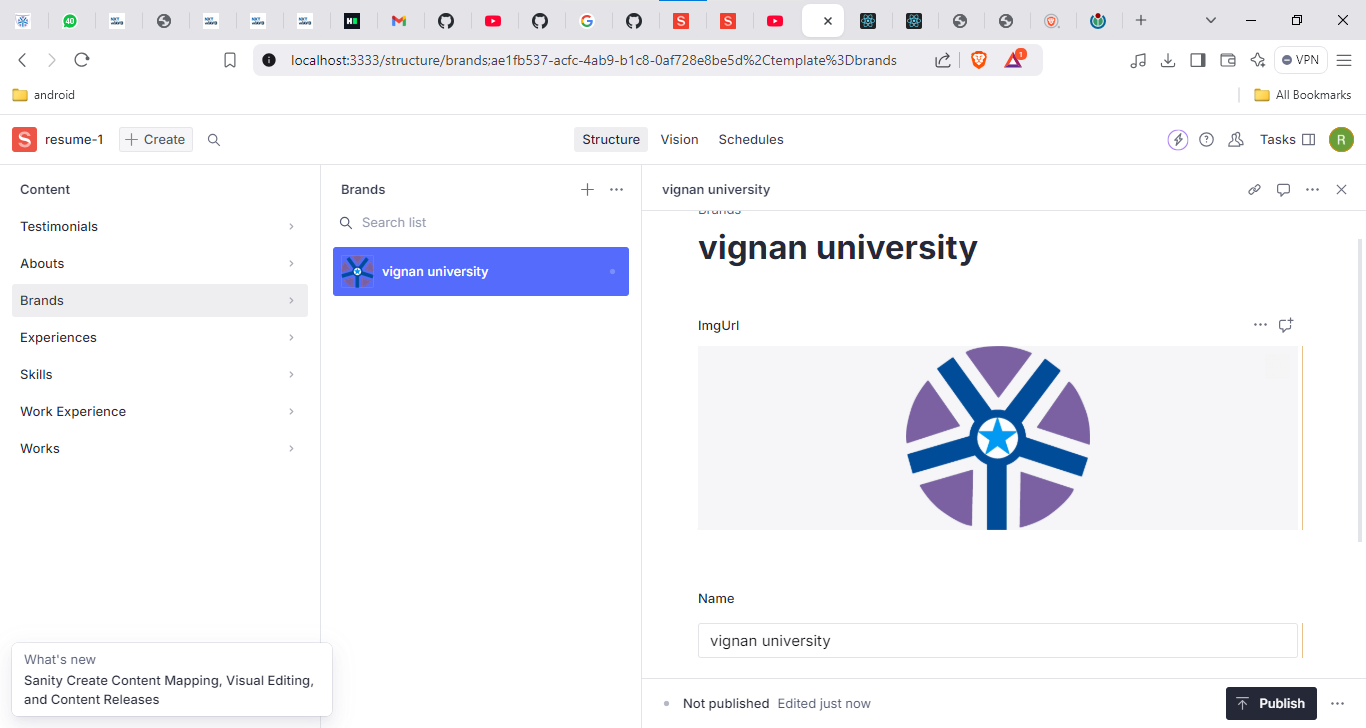 40
localhost:3333/structure/brands;ae1fb537-acfc-4ab9-b1c8-0af728e8be5d%2Ctemplate%3Dbrands
1
VPN
android
All Bookmarks
S resume-1
Create
Structure
Vision
Schedules
Tasks
R
Content
Testimonials
Abouts
Brands
Experiences
Skills
Work Experience
Works
What's new
Sanity Create Content Mapping, Visual Editing,
and Content Releases
Brands
Search list
vignan university
vignan university
Brands
vignan university
ImgUrl
Name
vignan university
Not published Edited just now
Publish